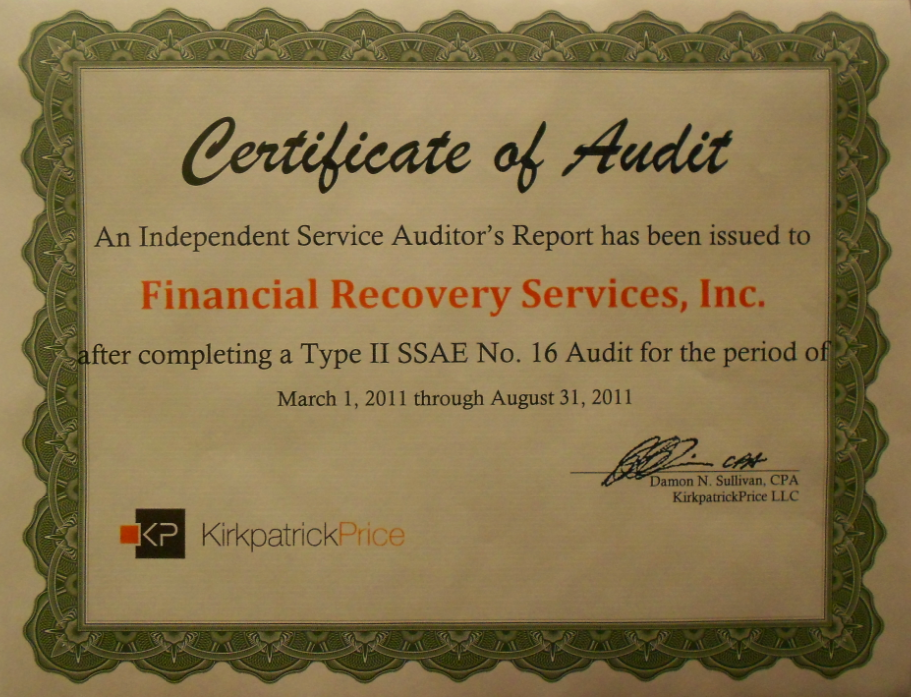 Certificate of Audit
An Independent Service Auditor's Report has been issued to
Financial Recovery Services, Inc.
after completing a Type II SSAE No. 16 Audit for the period of
March 1, 2011 through August 31, 2011
CPA
Damon N. Sullivan, CPA
KirkpatrickPrice LLC
KP KirkpatrickPrice